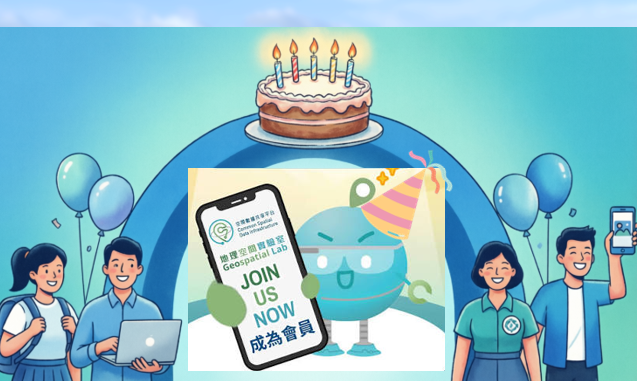 空間數據共享平台
Common Spatial
Data Infrastructure
地理空間實驗室
Geospatial Lab
JOIN
US
NOW
成為會員